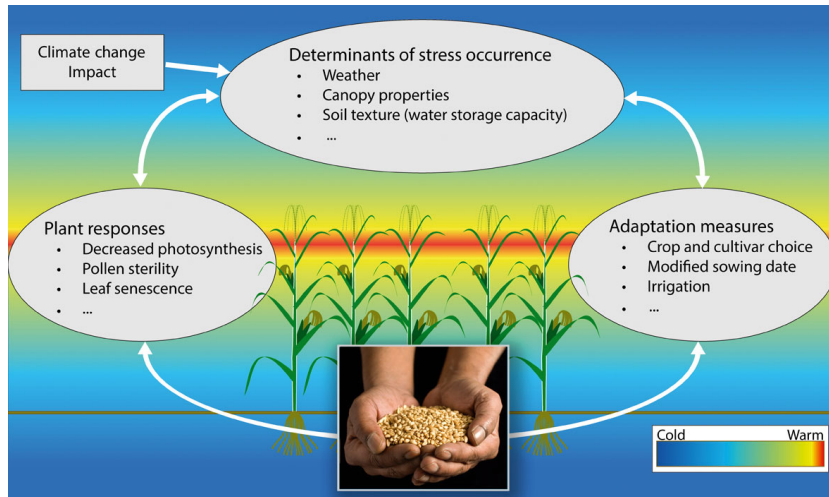 Climate change
Impact
Determinants of stress occurrence
• Weather
• Canopy properties
• Soil texture (water storage capacity)
• ...
Plant responses
• Decreased photosynthesis
• Pollen sterility
• Leaf senescence
• ...
Adaptation measures
• Crop and cultivar choice
• Modified sowing date
• Irrigation
• ...
Cold Warm